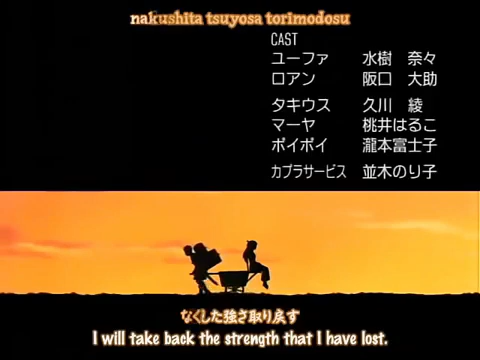 nakushita tsuyosa torimodosu
CAST
ユーファ 水樹 奈々
ロアン 阪口 大助
タキウス 久川 綾
マーヤ 桃井はるこ
ポイポイ 瀧本富士子
カプラサービス 並木のり子
なくした強さ取り戻す
I will take back the strength that I have lost.